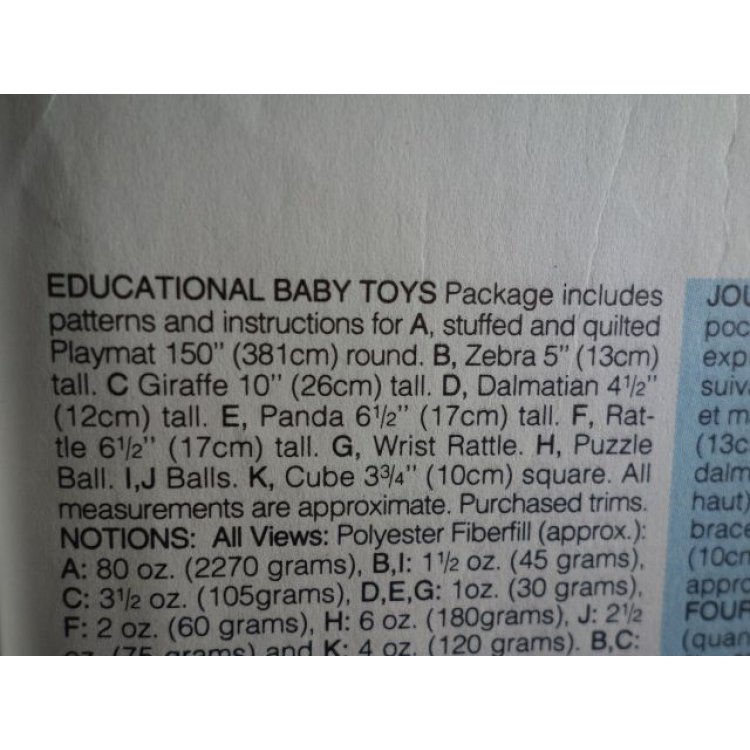 EDUCATIONAL BABY TOYS Package includes
patterns and instructions for A, stuffed and quilted
Playmat 150" (381cm) round. B, Zebra 5" (13cm)
tall. C Giraffe 10" (26cm) tall. D, Dalmatian 4½"
(12cm) tall. E, Panda 6½" (17cm) tall. F, Rat-
tle 6½" (17cm) tall. G, Wrist Rattle. H, Puzzle
Ball. I,J Balls. K, Cube 3¾" (10cm) square. All
measurements are approximate. Purchased trims.
NOTIONS: All Views: Polyester Fiberfill (approx.):
A: 80 oz. (2270 grams), B,I: 1½ oz. (45 grams),
C: 3½ oz. (105grams), D,E,G: 1oz. (30 grams),
F: 2 oz. (60 grams), H: 6 oz. (180grams), J: 2½
oz. (75 grams) and K: 4 oz. (120 grams). B,C:
JOU
poc
exp
suiv
et m
(13c
dalm
haut)
brace
(10cm
appro
FOUR
(quan